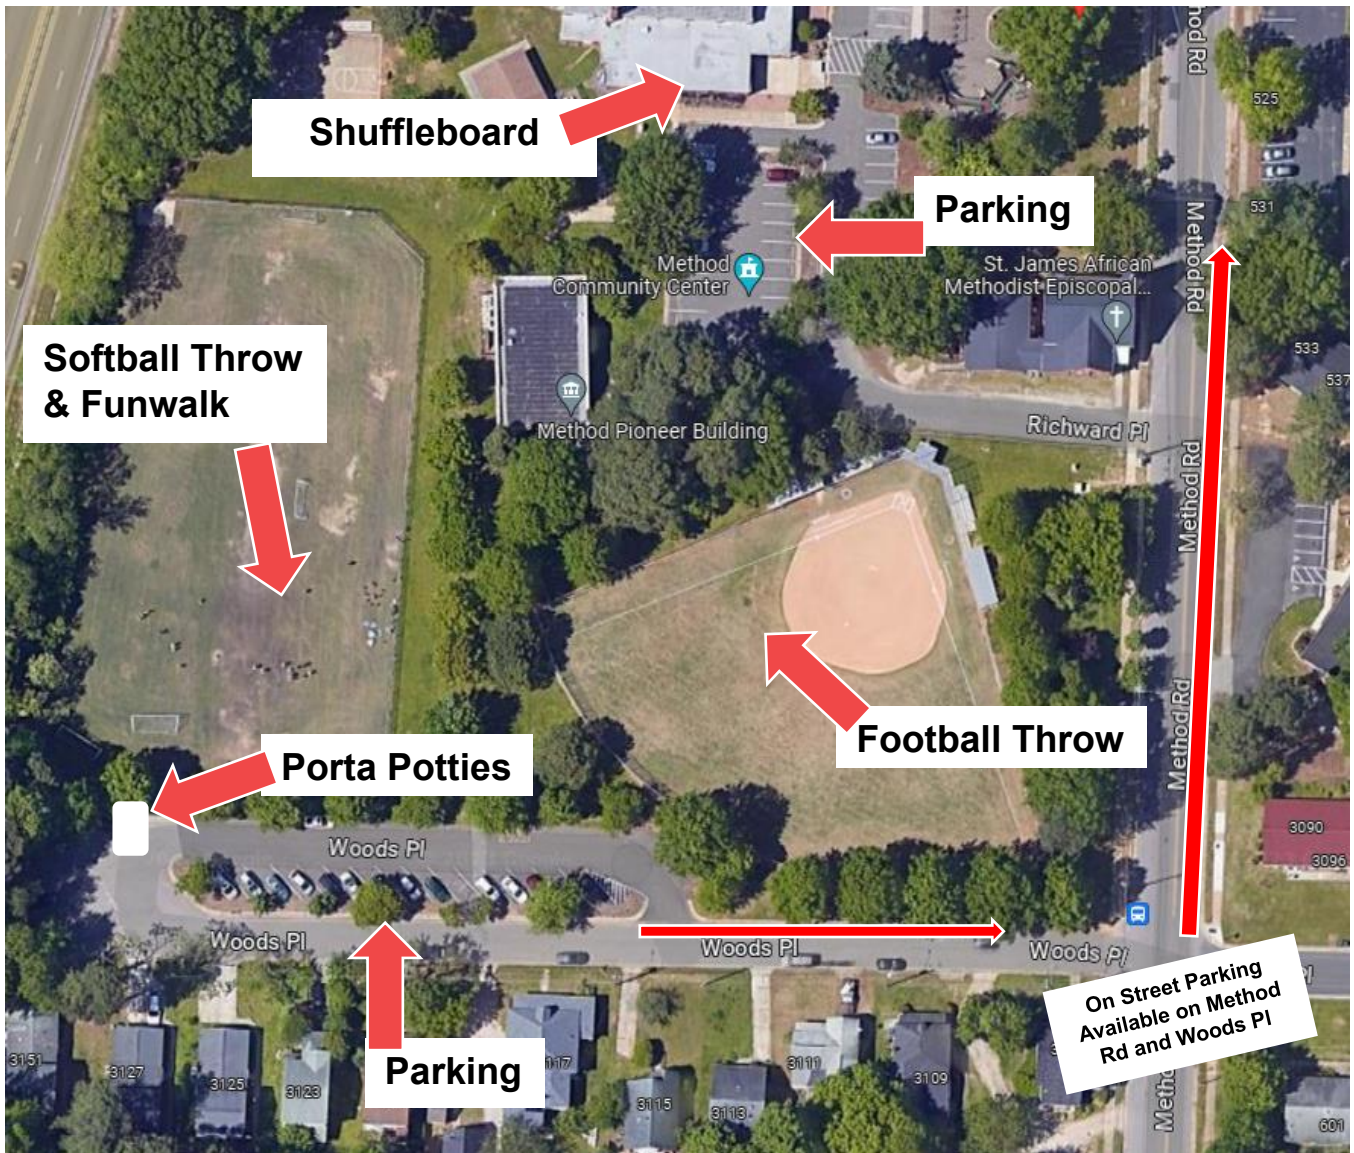 Method Rd
525
Shuffleboard
Parking
531
Method Rd
Method
Community Center
St. James African
Methodist Episcopal...
Softball Throw
& Funwalk
533
537
Method Pioneer Building
Richward Pl
Method Rd
Method Rd
Football Throw
Porta Potties
3090
3096
Woods Pl
Woods Pl
Woods Pl
Woods Pl
On Street Parking
Available on Method
Rd and Woods Pl
Parking
3151
3127
3125
3123
3115
3113
3111
3109
601